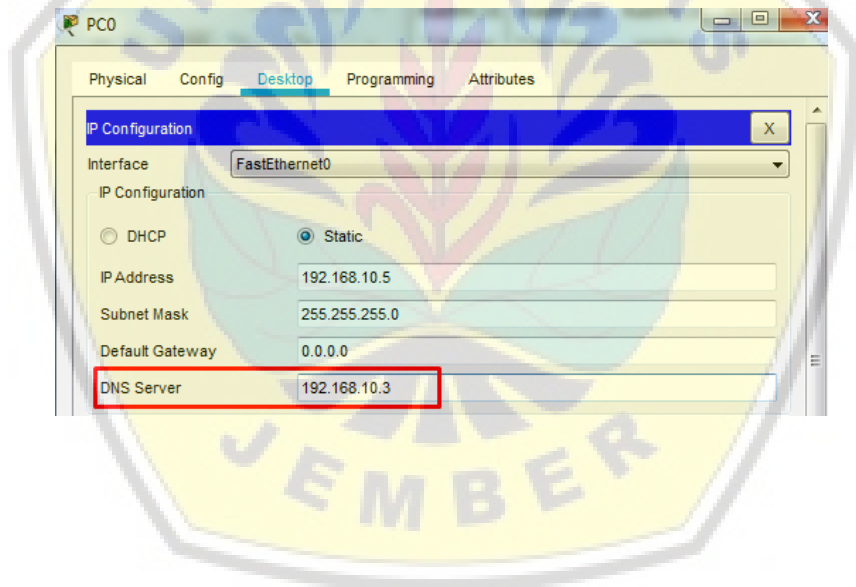 PC0
Physical Config Desktop Programming Attributes
IP Configuration X
Interface FastEthernet0
IP Configuration
DHCP Static
IP Address 192.168.10.5
Subnet Mask 255.255.255.0
Default Gateway 0.0.0.0
DNS Server 192.168.10.3
JEMBER